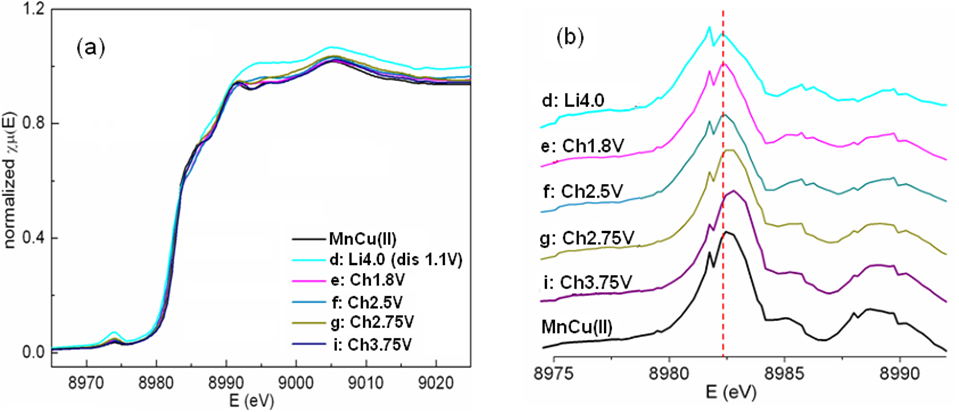 (a)
normalized χμ(E)
1.2
0.8
0.4
0.0
MnCu(II)
d: Li4.0 (dis 1.1V)
e: Ch1.8V
f: Ch2.5V
g: Ch2.75V
i: Ch3.75V
8970 8980 8990 9000 9010 9020
E (eV)
(b)
d: Li4.0
e: Ch1.8V
f: Ch2.5V
g: Ch2.75V
i: Ch3.75V
MnCu(II)
8975 8980 8985 8990
E (eV)